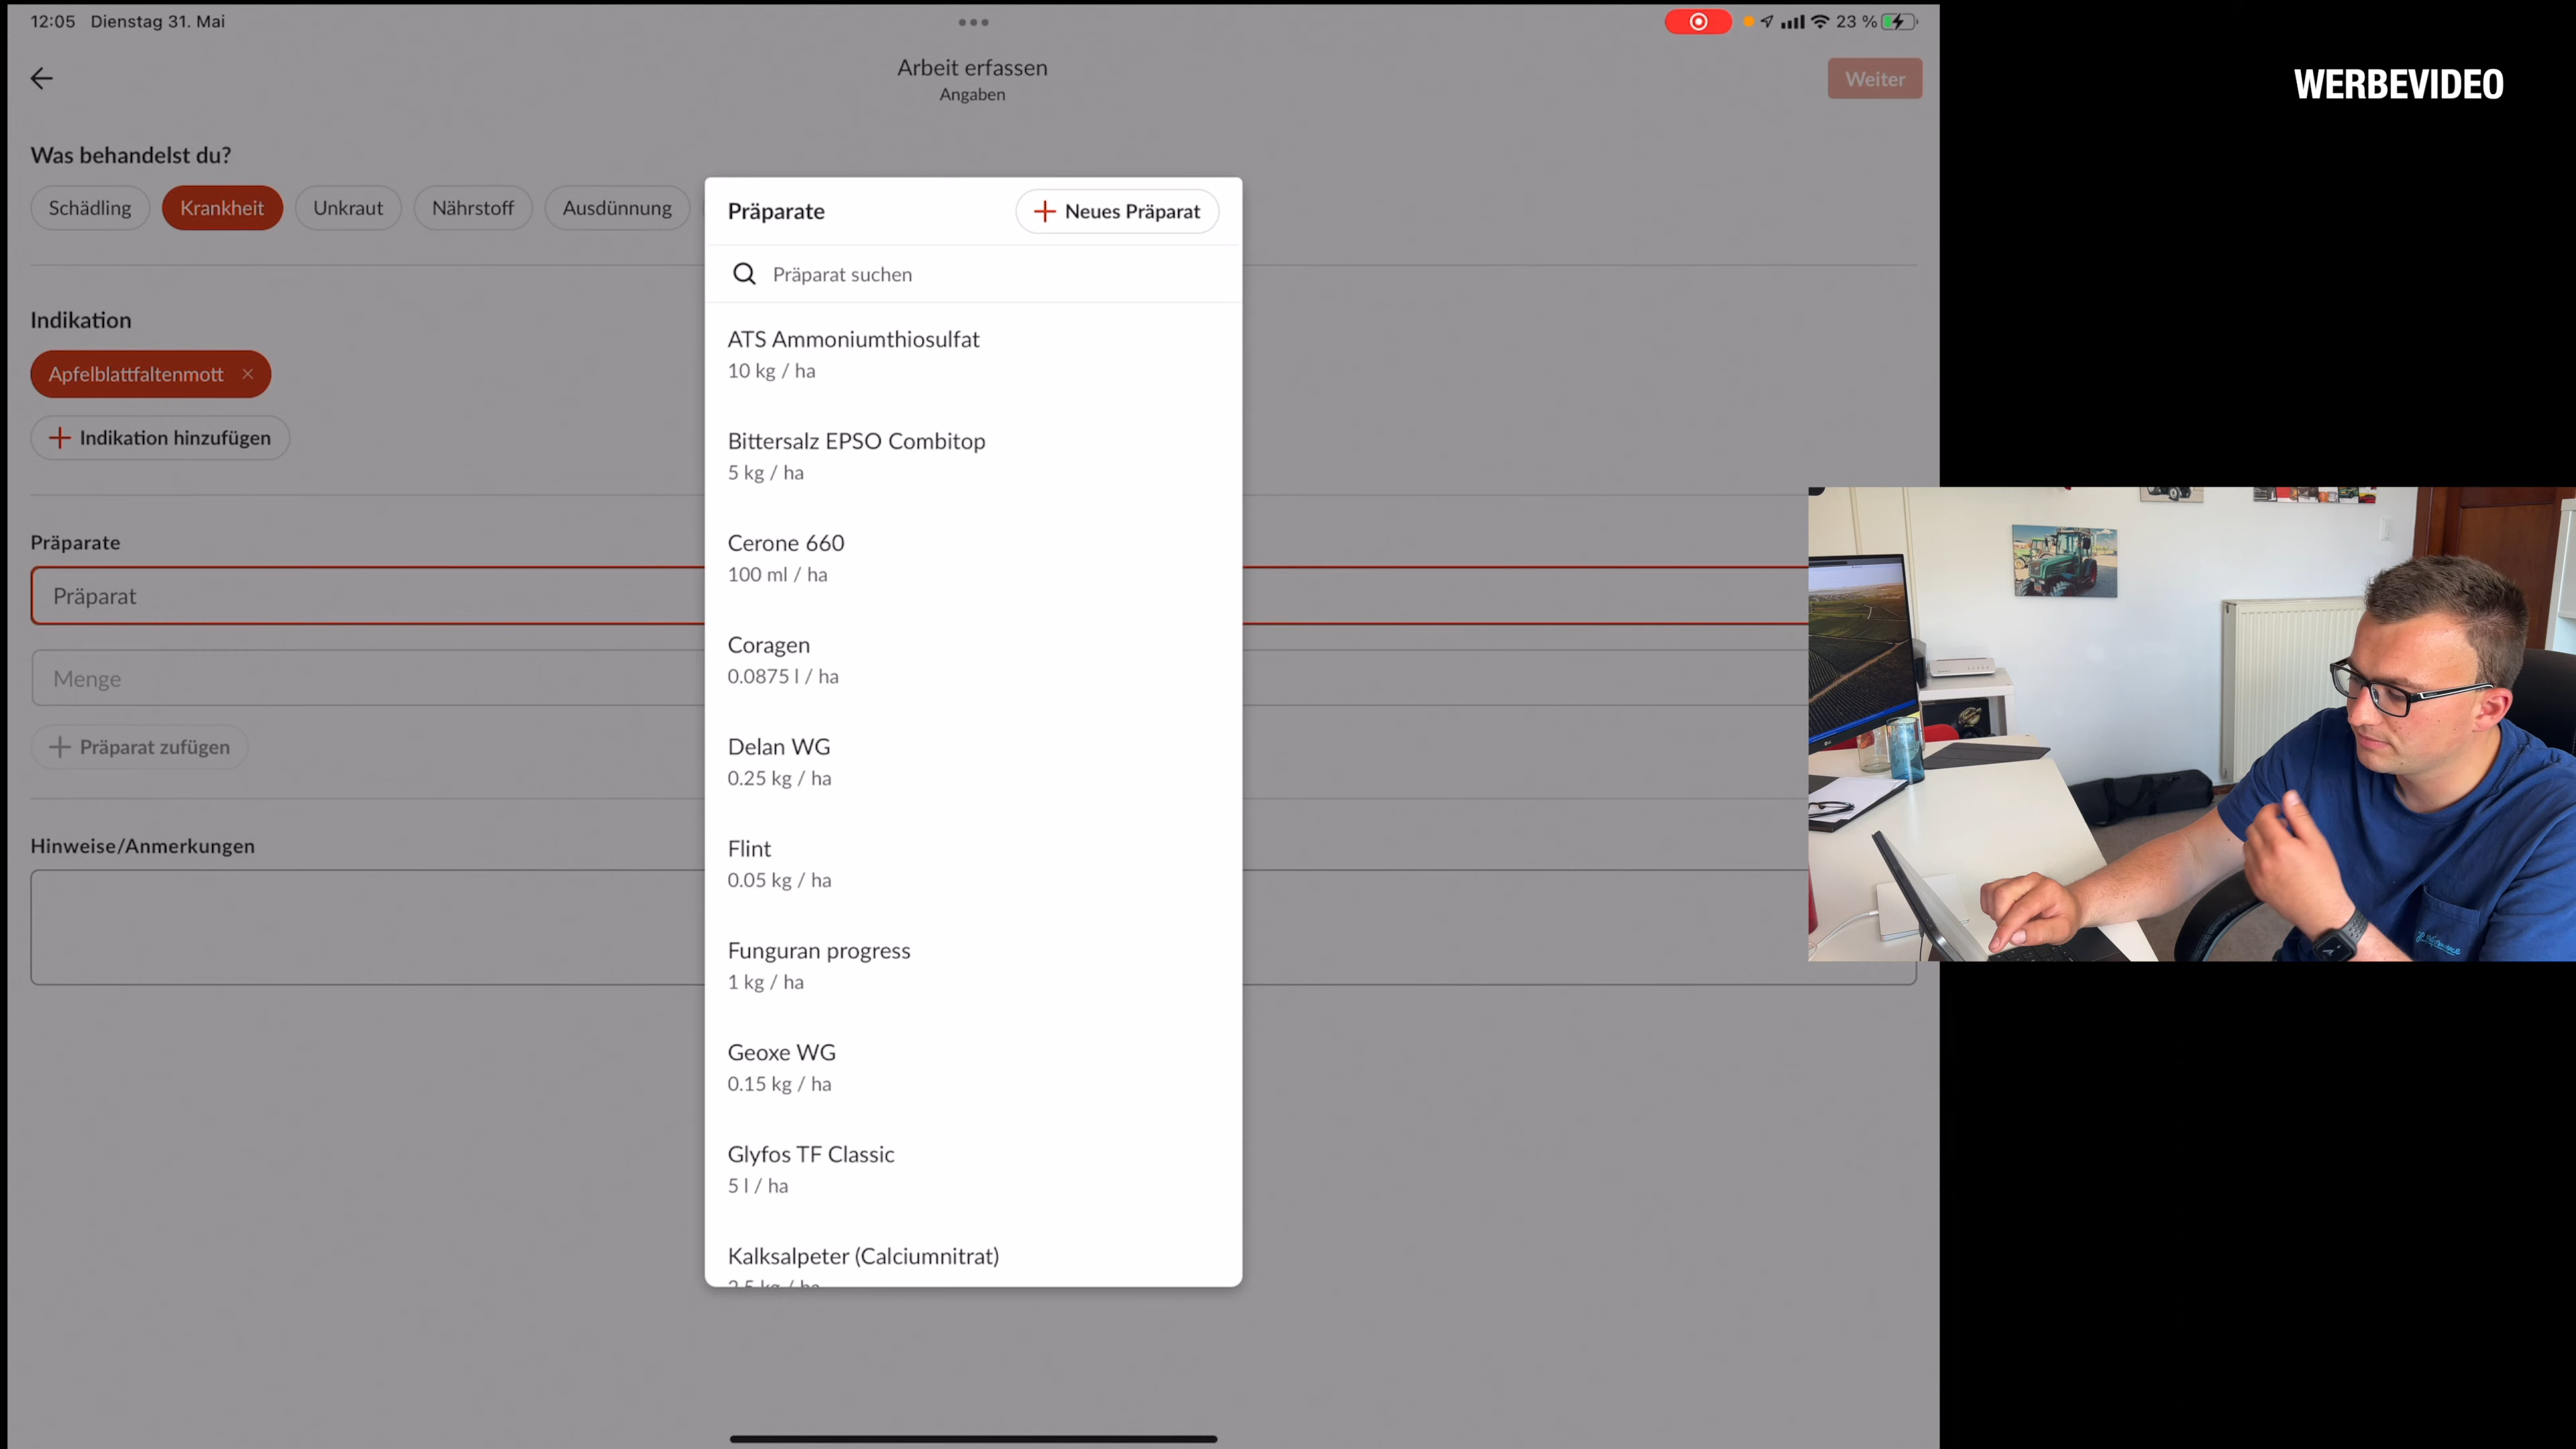 12:05 Dienstag 31. Mai
23 %
Arbeit erfassen
Angaben
Weiter
WERBEVIDEO
Was behandelst du?
Schädling
Krankheit
Unkraut
Nährstoff
Ausdünnung
Indikation
Apfelblattfaltenmott ×
+ Indikation hinzufügen
Präparate
Präparat
Menge
+ Präparat zufügen
Hinweise/Anmerkungen
Präparate
+ Neues Präparat
Präparat suchen
ATS Ammoniumthiosulfat
10 kg / ha
Bittersalz EPSO Combitop
5 kg / ha
Cerone 660
100 ml / ha
Coragen
0.0875 l / ha
Delan WG
0.25 kg / ha
Flint
0.05 kg / ha
Funguran progress
1 kg / ha
Geoxe WG
0.15 kg / ha
Glyfos TF Classic
5 l / ha
Kalksalpeter (Calciumnitrat)